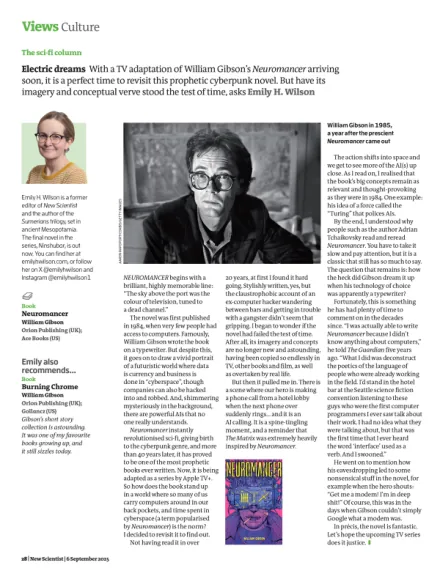 Views Culture
The sci-fi column
Electric dreams With a TV adaptation of William Gibson's Neuromancer arriving
soon, it is a perfect time to revisit this prophetic cyberpunk novel. But have its
imagery and conceptual verve stood the test of time, asks Emily H. Wilson
Emily H. Wilson is a former
editor of New Scientist
and the author of the
Sumerians trilogy, set in
ancient Mesopotamia.
The final novel in the
series, Ninshubar, is out
now. You can find her at
emilyhwilson.com, or follow
her on X @emilyhwilson and
Instagram @emilyhwilson1
Book
Neuromancer
William Gibson
Orion Publishing (UK);
Ace Books (US)
Emily also
recommends...
Book
Burning Chrome
William Gibson
Orion Publishing (UK);
Gollancz (US)
Gibson's short story
collection is astounding.
It was one of my favourite
books growing up, and
it still sizzles today.
NEUROMANCER begins with a
brilliant, highly memorable line:
"The sky above the port was the
colour of television, tuned to
a dead channel."
The novel was first published
in 1984, when very few people had
access to computers. Famously,
William Gibson wrote the book
on a typewriter. But despite this,
it goes on to draw a vivid portrait
of a futuristic world where data
is currency and business is
done in "cyberspace", though
companies can also be hacked
into and robbed. And, shimmering
mysteriously in the background,
there are powerful AIs that no
one really understands.
Neuromancer instantly
revolutionised sci-fi, giving birth
to the cyberpunk genre, and more
than 40 years later, it has proved
to be one of the most prophetic
books ever written. Now, it is being
adapted as a series by Apple TV+.
So how does the book stand up
in a world where so many of us
carry computers around in our
back pockets, and time spent in
cyberspace (a term popularised
by Neuromancer) is the norm?
I decided to revisit it to find out.
Not having read it in over
20 years, at first I found it hard
going. Stylishly written, yes, but
the claustrophobic account of an
ex-computer hacker wandering
between bars and getting in trouble
with a gangster didn't seem that
gripping. I began to wonder if the
novel had failed the test of time.
After all, its imagery and concepts
are no longer new and astounding,
having been copied so endlessly in
TV, other books and film, as well
as overtaken by real life.
But then it pulled me in. There is
a scene where our hero is making
a phone call from a hotel lobby
when the next phone over
suddenly rings... and it is an
AI calling. It is a spine-tingling
moment, and a reminder that
The Matrix was extremely heavily
inspired by Neuromancer.
NEUROMANCER
WILLIAM GIBSON
William Gibson in 1985,
a year after the prescient
Neuromancer came out
The action shifts into space and
we get to see more of the AI(s) up
close. As I read on, I realised that
the book's big concepts remain as
relevant and thought-provoking
as they were in 1984. One example:
his idea of a force called the
"Turing" that polices AIs.
By the end, I understood why
people such as the author Adrian
Tchaikovsky read and reread
Neuromancer. You have to take it
slow and pay attention, but it is a
classic that still has so much to say.
The question that remains is: how
the heck did Gibson dream it up
when his technology of choice
was apparently a typewriter?
Fortunately, this is something
he has had plenty of time to
comment on in the decades
since. "I was actually able to write
Neuromancer because I didn't
know anything about computers,"
he told The Guardian five years
ago. "What I did was deconstruct
the poetics of the language of
people who were already working
in the field. I'd stand in the hotel
bar at the Seattle science fiction
convention listening to these
guys who were the first computer
programmers I ever saw talk about
their work. I had no idea what they
were talking about, but that was
the first time that I ever heard
the word 'interface' used as a
verb. And I swooned."
He went on to mention how
his eavesdropping led to some
nonsensical stuff in the novel, for
example when the hero shouts:
"Get me a modem! I'm in deep
shit!" Of course, this was in the
days when Gibson couldn't simply
Google what a modem was.
In précis, the novel is fantastic.
Let's hope the upcoming TV series
does it justice.
28 | New Scientist | 6 September 2025